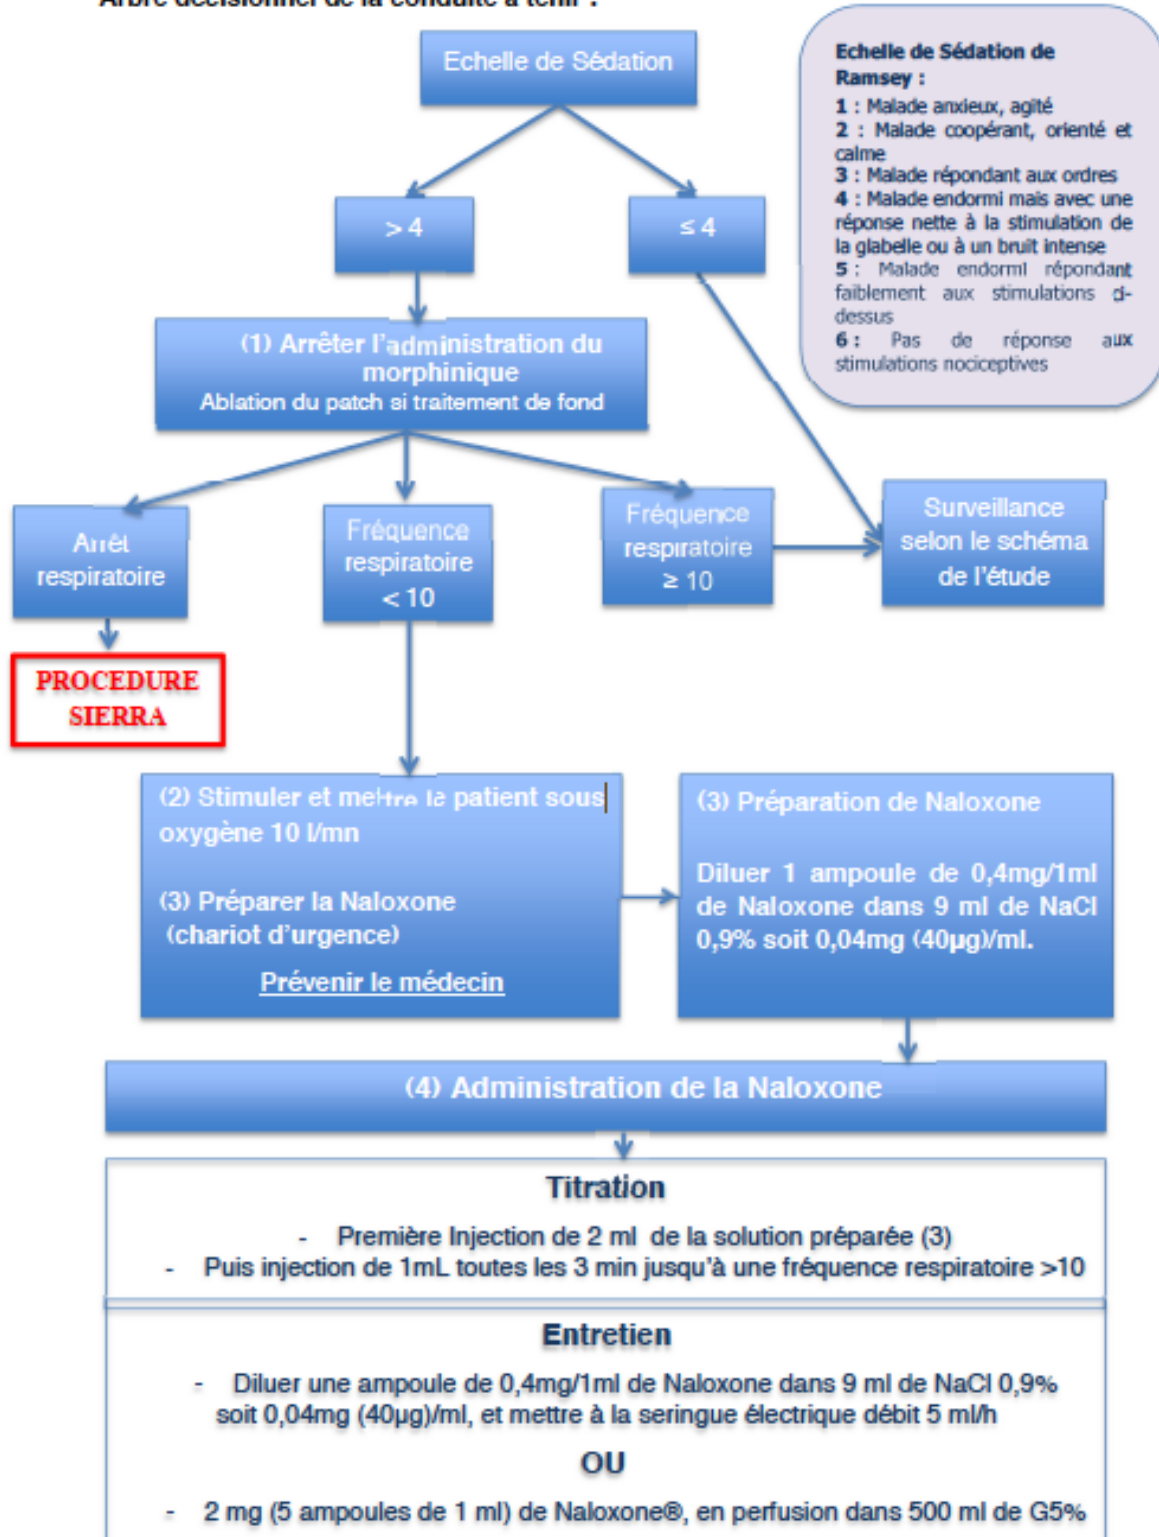 Arbre décisionnel de la conduite à tenir :
Echelle de Sédation
Echelle de Sédation de
Ramsey :
1 : Malade anxieux, agité
2 : Malade coopérant, orienté et
calme
3 : Malade répondant aux ordres
4 : Malade endormi mais avec une
réponse nette à la stimulation de
la glabelle ou à un bruit intense
5 : Malade endormi répondant
faiblement aux stimulations ci-
dessus
6 : Pas de réponse aux
stimulations nociceptives
> 4
≤ 4
(1) Arrêter l'administration du
morphinique
Ablation du patch si traitement de fond
Arrêt
respiratoire
Fréquence
respiratoire
< 10
Fréquence
respiratoire
≥ 10
Surveillance
selon le schéma
de l'étude
PROCEDURE
SIERRA
(2) Stimuler et mettre le patient sous
oxygène 10 l/mn
(3) Préparer la Naloxone
(chariot d'urgence)
Prévenir le médecin
(3) Préparation de Naloxone
Diluer 1 ampoule de 0,4mg/1ml
de Naloxone dans 9 ml de NaCl
0,9% soit 0,04mg (40µg)/ml.
(4) Administration de la Naloxone
Titration
- Première Injection de 2 ml de la solution préparée (3)
- Puis injection de 1mL toutes les 3 min jusqu'à une fréquence respiratoire >10
Entretien
- Diluer une ampoule de 0,4mg/1ml de Naloxone dans 9 ml de NaCl 0,9%
soit 0,04mg (40µg)/ml, et mettre à la seringue électrique débit 5 ml/h
OU
- 2 mg (5 ampoules de 1 ml) de Naloxone®, en perfusion dans 500 ml de G5%